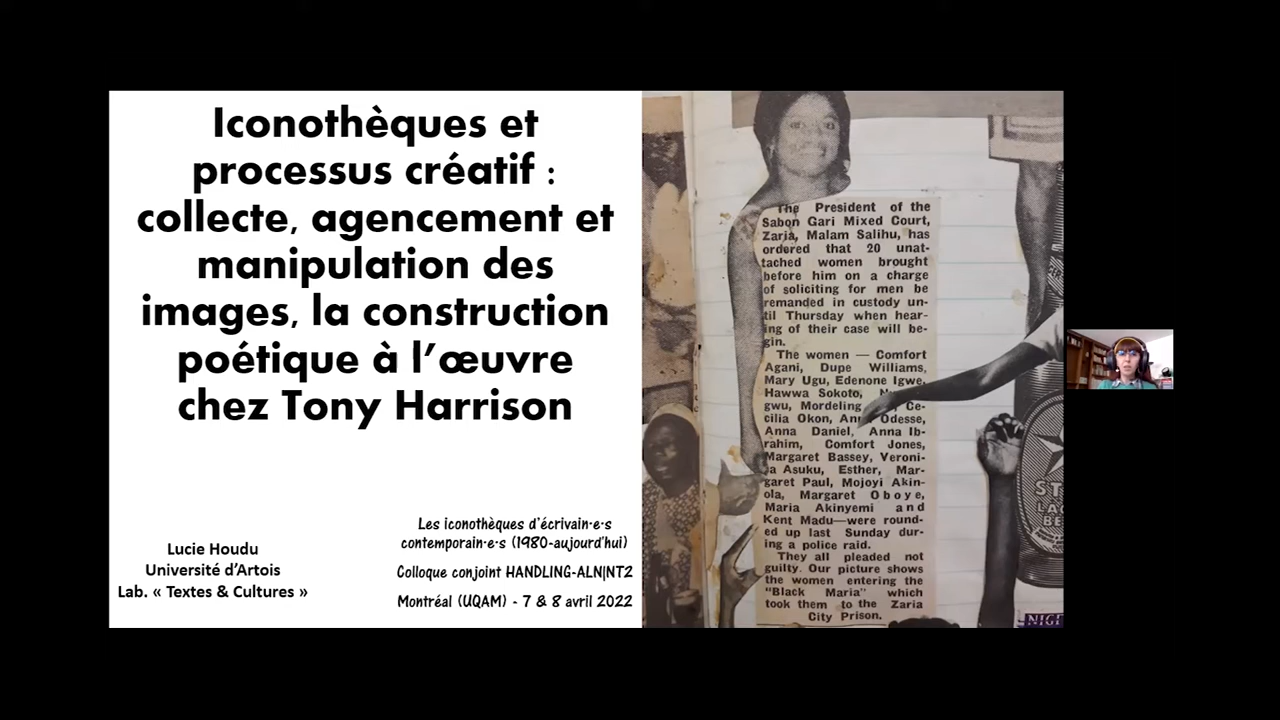 Iconothèques et
processus créatif :
collecte, agencement et
manipulation des
images, la construction
poétique à l'œuvre
chez Tony Harrison
Lucie Houdu
Université d'Artois
Lab. « Textes & Cultures »
Les iconothèques d'écrivain·e·s
contemporain·e·s (1980-aujourd'hui)
Colloque conjoint HANDLING-ALN|NT2
Montréal (UQAM) - 7 & 8 avril 2022
The President of the
Sabon Gari Mixed Court,
Zaria, Malam Salihu, has
ordered that 20 unat-
tached women brought
before him on a charge
of soliciting for men be
remanded in custody un-
til Thursday when hear-
ing of their case will be-
gin.
The women — Comfort
Agani, Dupe Williams,
Mary Ugu, Edenone Igwe,
Hawwa Sokoto,
gwu, Mordeling Ce-
cilia Okon, Odesse,
Anna Daniel, Anna Ib-
rahim, Comfort Jones,
Margaret Bassey, Veroni-
Asuku, Esther, Mar-
garet Paul, Mojoyi Akin-
ola, Margaret Oboye,
Maria Akinyemi and
Kent Madu—were round-
ed up last Sunday dur-
ing a police raid.
They all pleaded not
guilty. Our picture shows
the women entering the
"Black Maria" which
took them to the Zaria
City Prison.
ST
LA
BE
NIGE